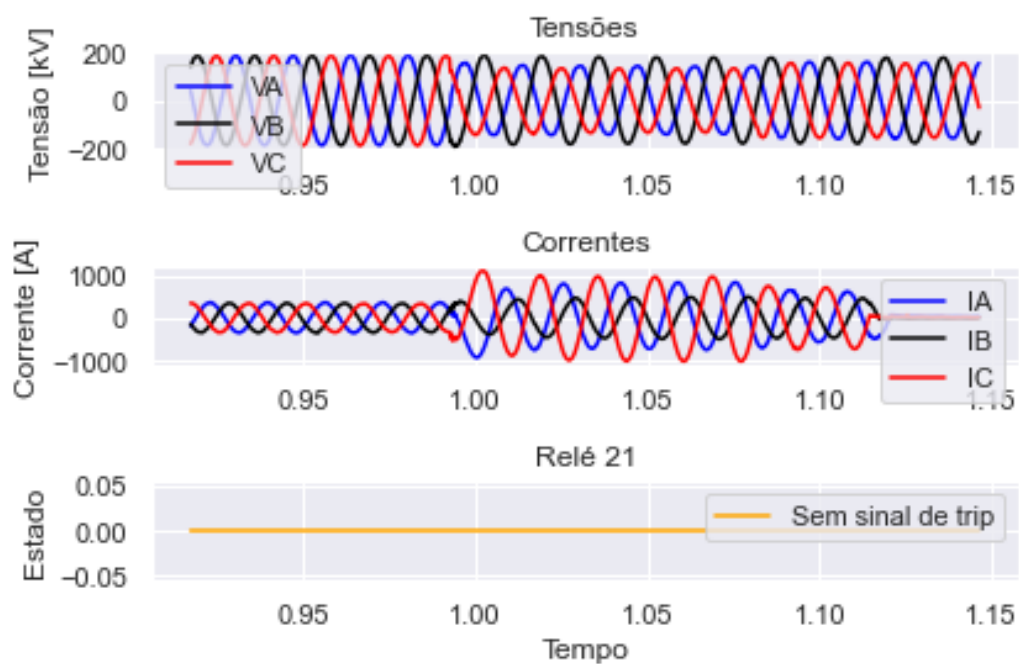 Tensões
Tensão [kV]
200
0
−200
VA
VB
VC
0.95 1.00 1.05 1.10 1.15
Correntes
Corrente [A]
1000
0
−1000
IA
IB
IC
0.95 1.00 1.05 1.10 1.15
Relé 21
Estado
0.05
0.00
−0.05
Sem sinal de trip
0.95 1.00 1.05 1.10 1.15
Tempo